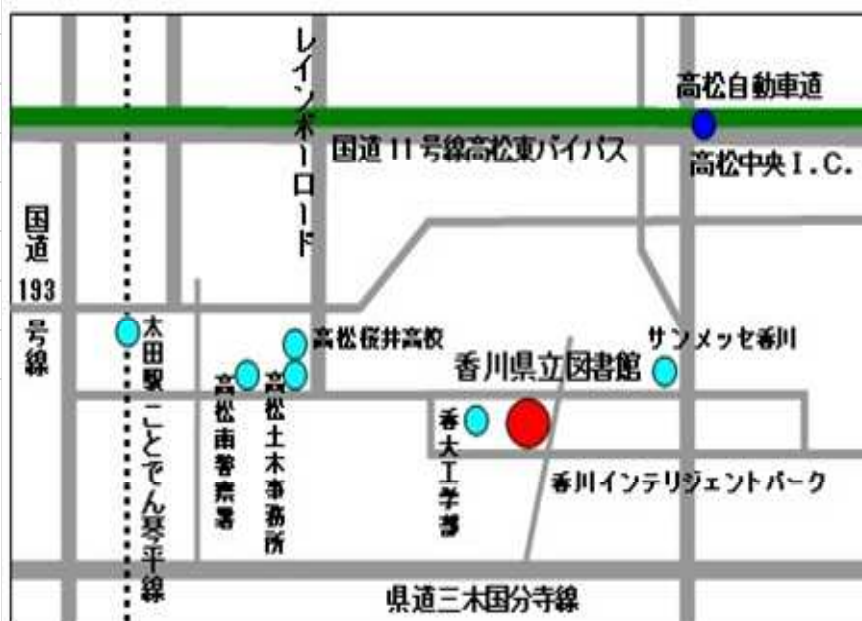 高松自動車道
レインボーロード
国道11号線高松東バイパス
高松中央I.C.
国道193号線
太田駅
ことでん琴平線
高松桜井高校
サンメッセ香川
香川県立図書館
高松南警察署
高松土木事務所
香大工学部
香川インテリジェントパーク
県道三木国分寺線